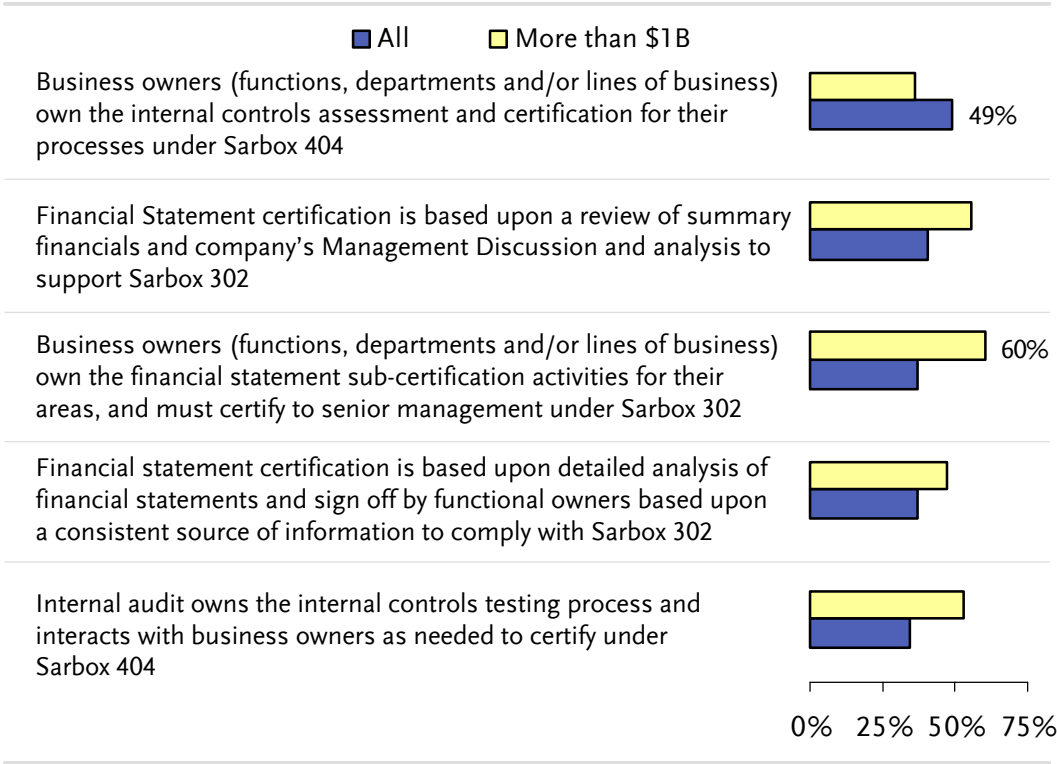 All More than $1B
Business owners (functions, departments and/or lines of business)
own the internal controls assessment and certification for their
processes under Sarbox 404
49%
Financial Statement certification is based upon a review of summary
financials and company’s Management Discussion and analysis to
support Sarbox 302
Business owners (functions, departments and/or lines of business)
own the financial statement sub-certification activities for their
areas, and must certify to senior management under Sarbox 302
60%
Financial statement certification is based upon detailed analysis of
financial statements and sign off by functional owners based upon
a consistent source of information to comply with Sarbox 302
Internal audit owns the internal controls testing process and
interacts with business owners as needed to certify under
Sarbox 404
0% 25% 50% 75%